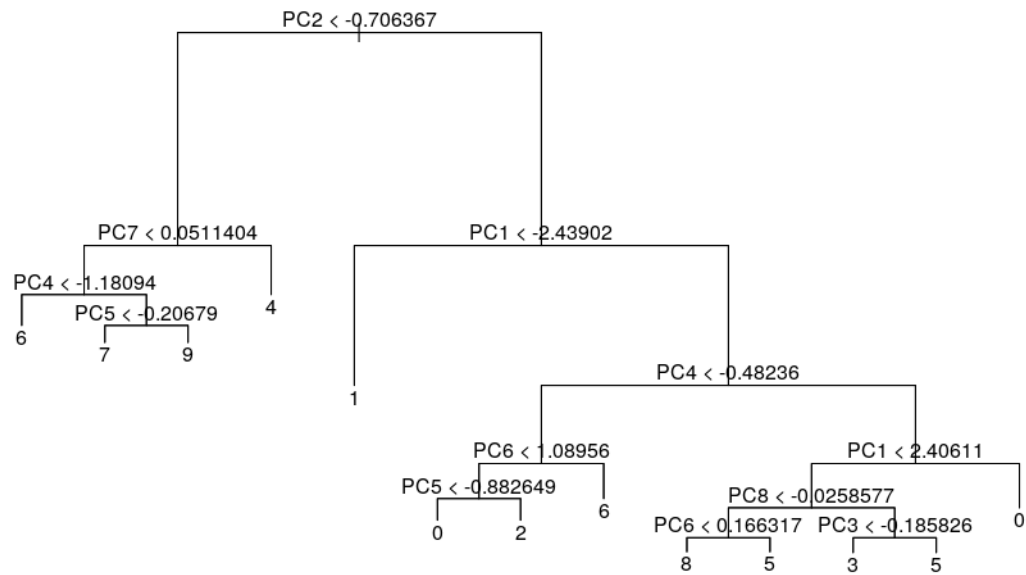 PC2 < -0.706367
PC7 < 0.0511404
PC1 < -2.43902
PC4 < -1.18094
4
PC5 < -0.20679
6
7
9
1
PC4 < -0.48236
PC6 < 1.08956
PC1 < 2.40611
PC5 < -0.882649
6
PC8 < -0.0258577
0
0
2
PC6 < 0.166317
PC3 < -0.185826
8
5
3
5